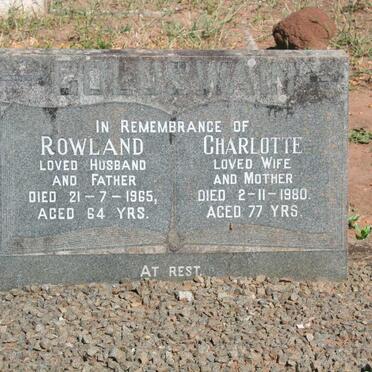 IN REMEMBRANCE OF
ROWLAND
LOVED HUSBAND
AND FATHER
DIED 21-7-1965,
AGED 64 YRS.
CHARLOTTE
LOVED WIFE
AND MOTHER
DIED 2-11-1980.
AGED 77 YRS.
AT REST.